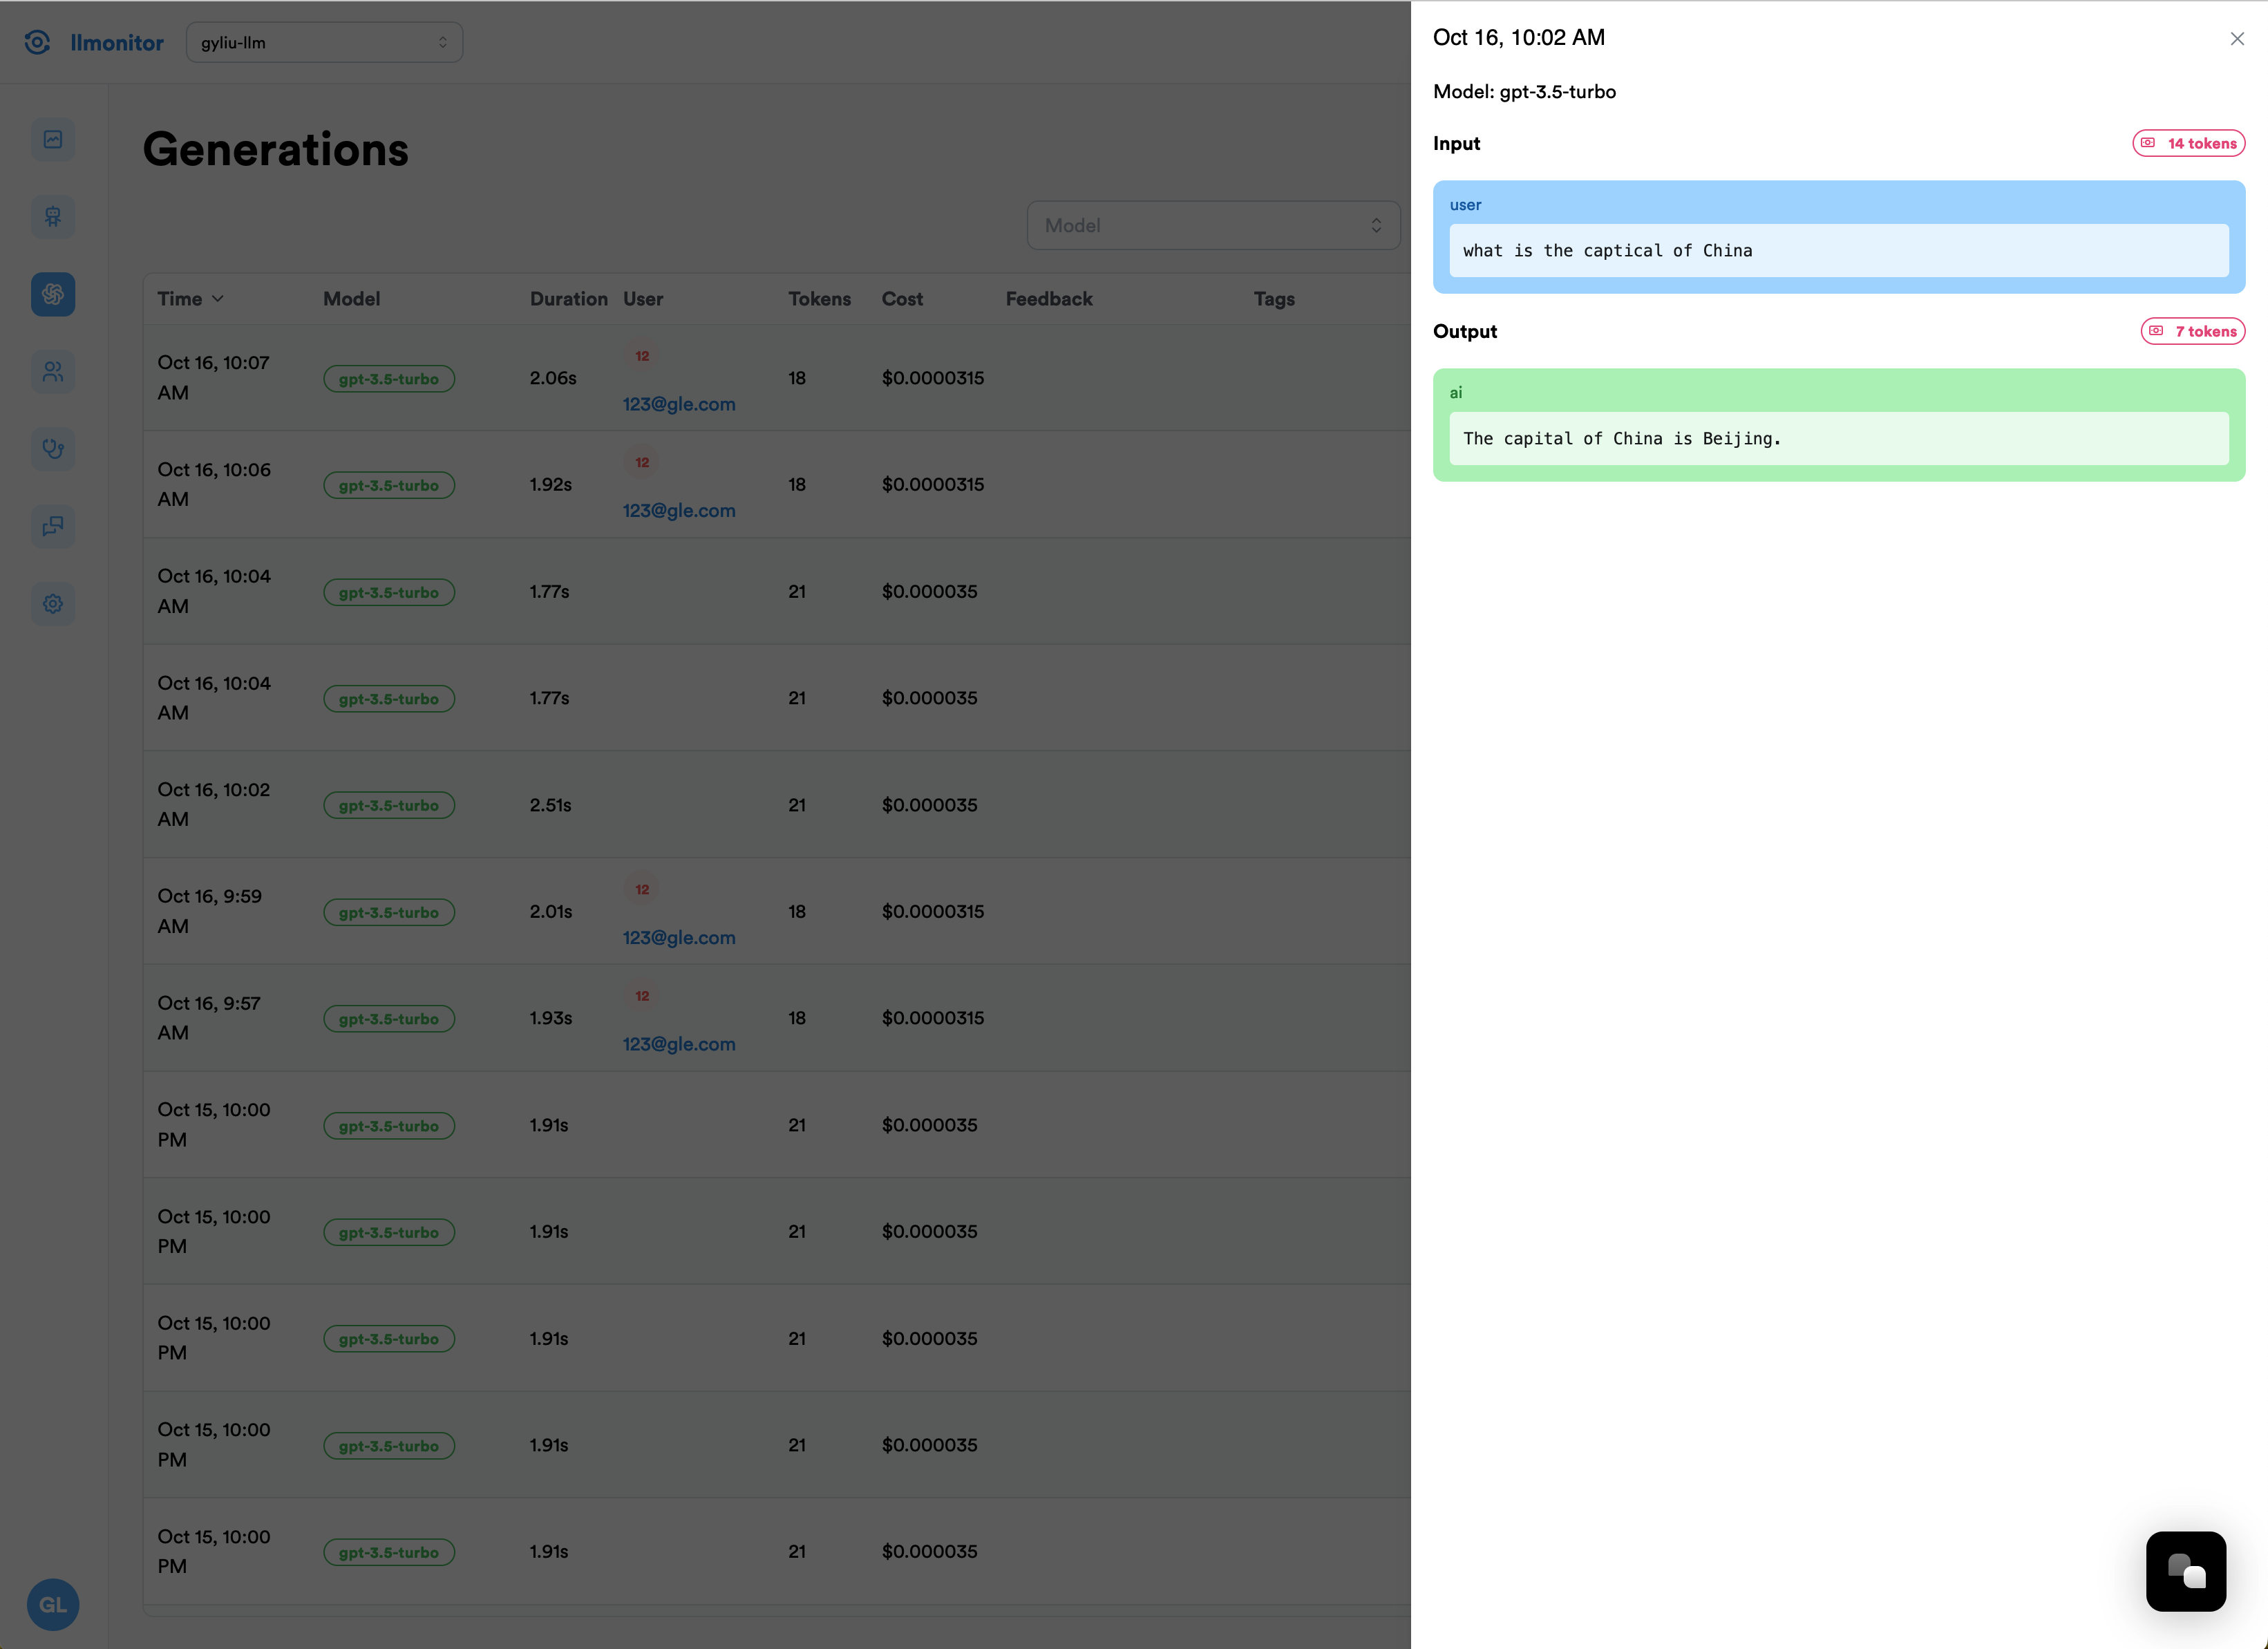 llmonitor
gyliu-llm
Generations
Model
Time Model Duration User Tokens Cost Feedback Tags
Oct 16, 10:07 AM gpt-3.5-turbo 2.06s 12 123@gle.com 18 $0.0000315
Oct 16, 10:06 AM gpt-3.5-turbo 1.92s 12 123@gle.com 18 $0.0000315
Oct 16, 10:04 AM gpt-3.5-turbo 1.77s 21 $0.000035
Oct 16, 10:04 AM gpt-3.5-turbo 1.77s 21 $0.000035
Oct 16, 10:02 AM gpt-3.5-turbo 2.51s 21 $0.000035
Oct 16, 9:59 AM gpt-3.5-turbo 2.01s 12 123@gle.com 18 $0.0000315
Oct 16, 9:57 AM gpt-3.5-turbo 1.93s 12 123@gle.com 18 $0.0000315
Oct 15, 10:00 PM gpt-3.5-turbo 1.91s 21 $0.000035
Oct 15, 10:00 PM gpt-3.5-turbo 1.91s 21 $0.000035
Oct 15, 10:00 PM gpt-3.5-turbo 1.91s 21 $0.000035
Oct 15, 10:00 PM gpt-3.5-turbo 1.91s 21 $0.000035
Oct 15, 10:00 PM gpt-3.5-turbo 1.91s 21 $0.000035
GL
Oct 16, 10:02 AM
Model: gpt-3.5-turbo
Input 14 tokens
user
what is the captical of China
Output 7 tokens
ai
The capital of China is Beijing.